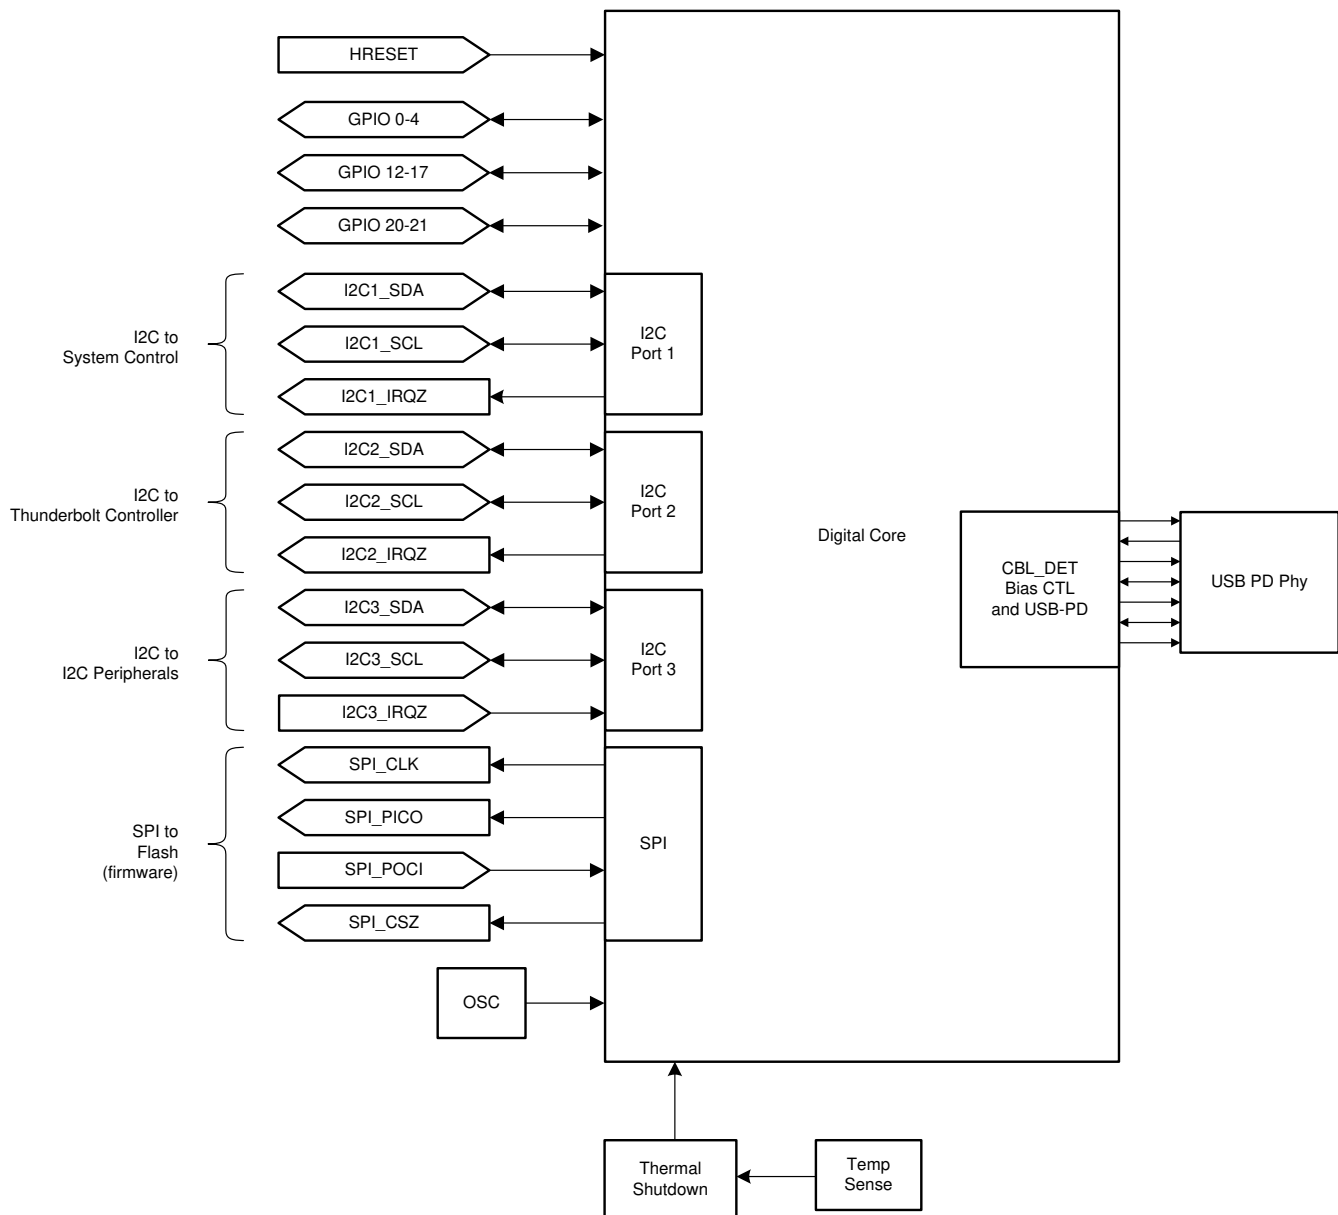 HRESET
GPIO 0-4
GPIO 12-17
GPIO 20-21
I2C to
System Control
I2C1_SDA
I2C1_SCL
I2C1_IRQZ
I2C
Port 1
I2C to
Thunderbolt Controller
I2C2_SDA
I2C2_SCL
I2C2_IRQZ
I2C
Port 2
Digital Core
CBL_DET
Bias CTL
and USB-PD
USB PD Phy
I2C to
I2C Peripherals
I2C3_SDA
I2C3_SCL
I2C3_IRQZ
I2C
Port 3
SPI to
Flash
(firmware)
SPI_CLK
SPI_PICO
SPI_POCI
SPI_CSZ
SPI
OSC
Thermal
Shutdown
Temp
Sense